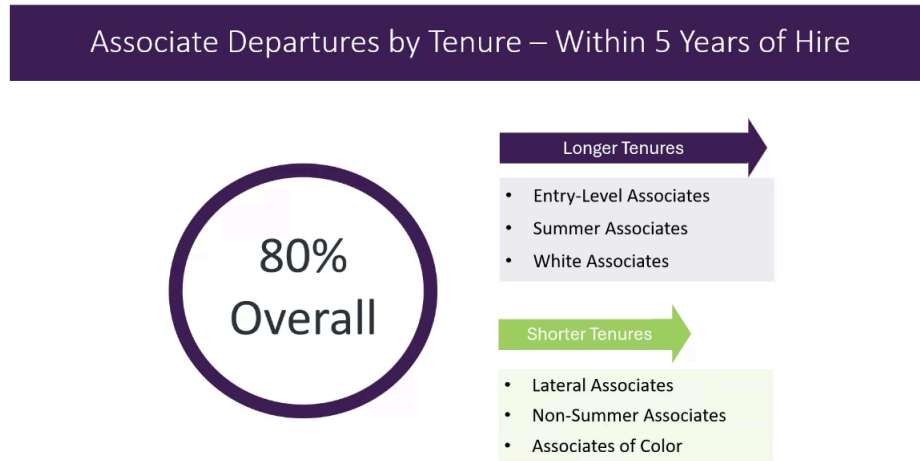 Associate Departures by Tenure – Within 5 Years of Hire
80%
Overall
Longer Tenures
• Entry-Level Associates
• Summer Associates
• White Associates
Shorter Tenures
• Lateral Associates
• Non-Summer Associates
• Associates of Color